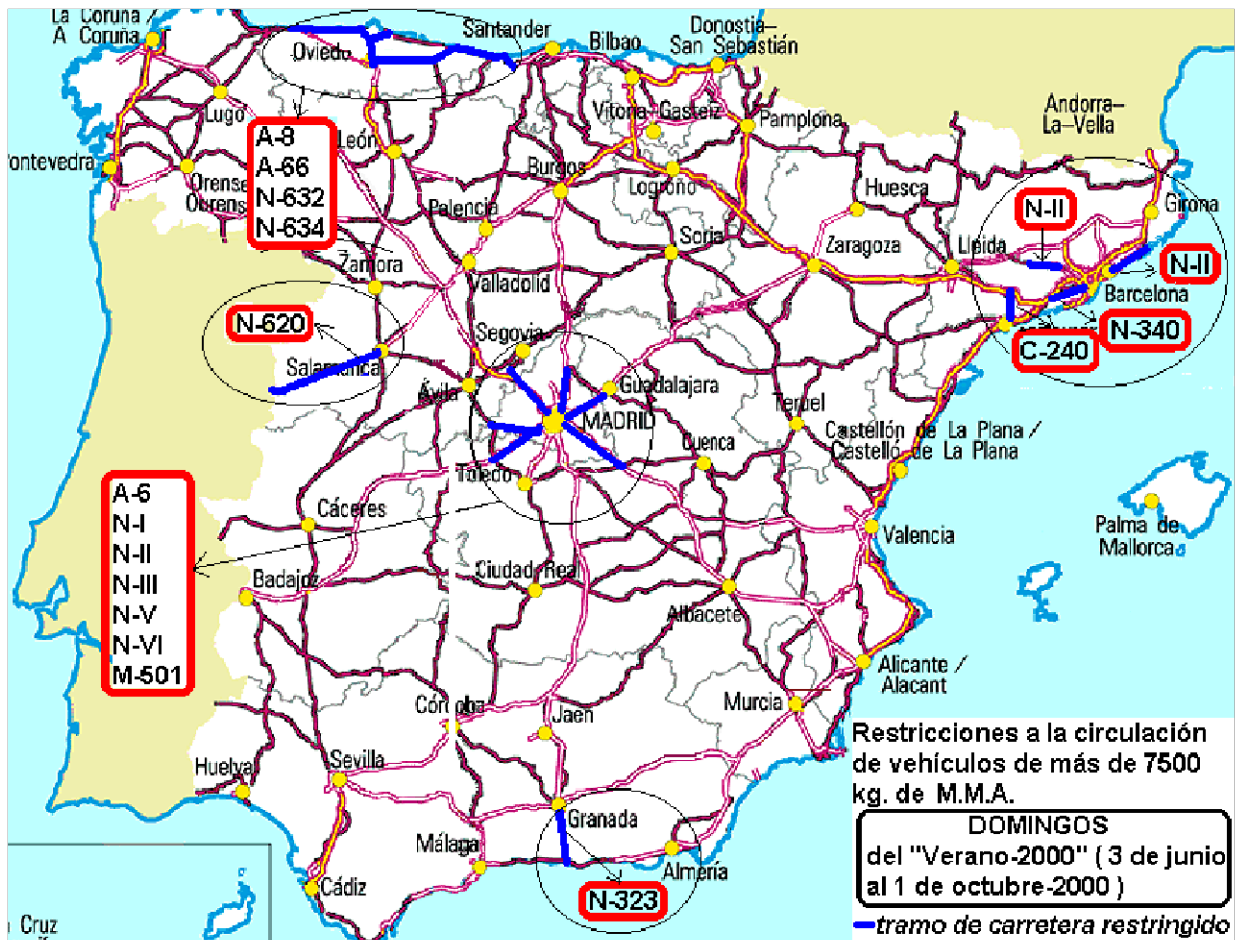 La Coruña /
A Coruña
Oviedo
Santander
Bilbao
Donostia–
San Sebastián
Lugo
A-8
A-66
N-632
N-634
León
Vitoria–Gasteiz
Pamplona
Andorra–
La–Vella
Pontevedra
Orense
Ourens
Burgos
Logroño
Huesca
N-II
Girona
Palencia
Soria
Zaragoza
Lleida
N-II
Zamora
Valladolid
Barcelona
N-620
Segovia
N-340
C-240
Salamanca
Ávila
Guadalajara
MADRID
Teruel
Castellón de La Plana /
Castelló de La Plana
Toledo
Cuenca
A-6
N-I
N-II
N-III
N-V
N-VI
M-501
Cáceres
Valencia
Palma de
Mallorca
Badajoz
Ciudad Real
Albacete
Alicante /
Alacant
Córdoba
Jaén
Murcia
Huelva
Sevilla
Granada
Málaga
Almería
Cádiz
N-323
Cruz
Restricciones a la circulación
de vehículos de más de 7500
kg. de M.M.A.
DOMINGOS
del "Verano-2000" ( 3 de junio
al 1 de octubre-2000 )
tramo de carretera restringido